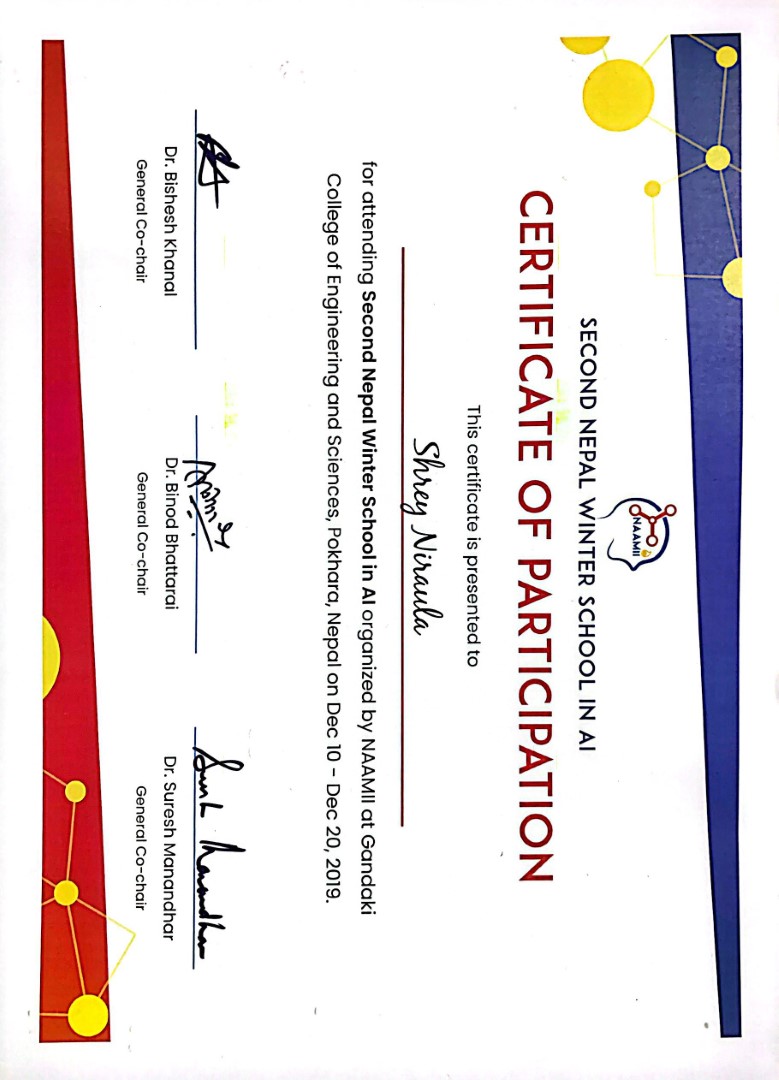 NAAMII
SECOND NEPAL WINTER SCHOOL IN AI
CERTIFICATE OF PARTICIPATION
This certificate is presented to
Shrey Niraula
for attending Second Nepal Winter School in AI organized by NAAMII at Gandaki
College of Engineering and Sciences, Pokhara, Nepal on Dec 10 - Dec 20, 2019.
Suresh Manandhar
Dr. Bishesh Khanal
General Co-chair
Dr. Binod Bhattarai
General Co-chair
Dr. Suresh Manandhar
General Co-chair